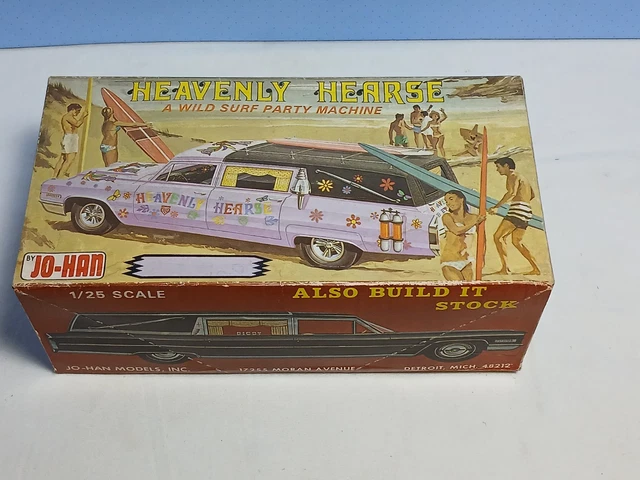 HEAVENLY HEARSE
A WILD SURF PARTY MACHINE
HEAVENLY HEARSE
BY JO-HAN
1/25 SCALE
ALSO BUILD IT
STOCK
JO-HAN MODELS, INC.
17255 MORAN AVENUE
DETROIT, MICH. 48212